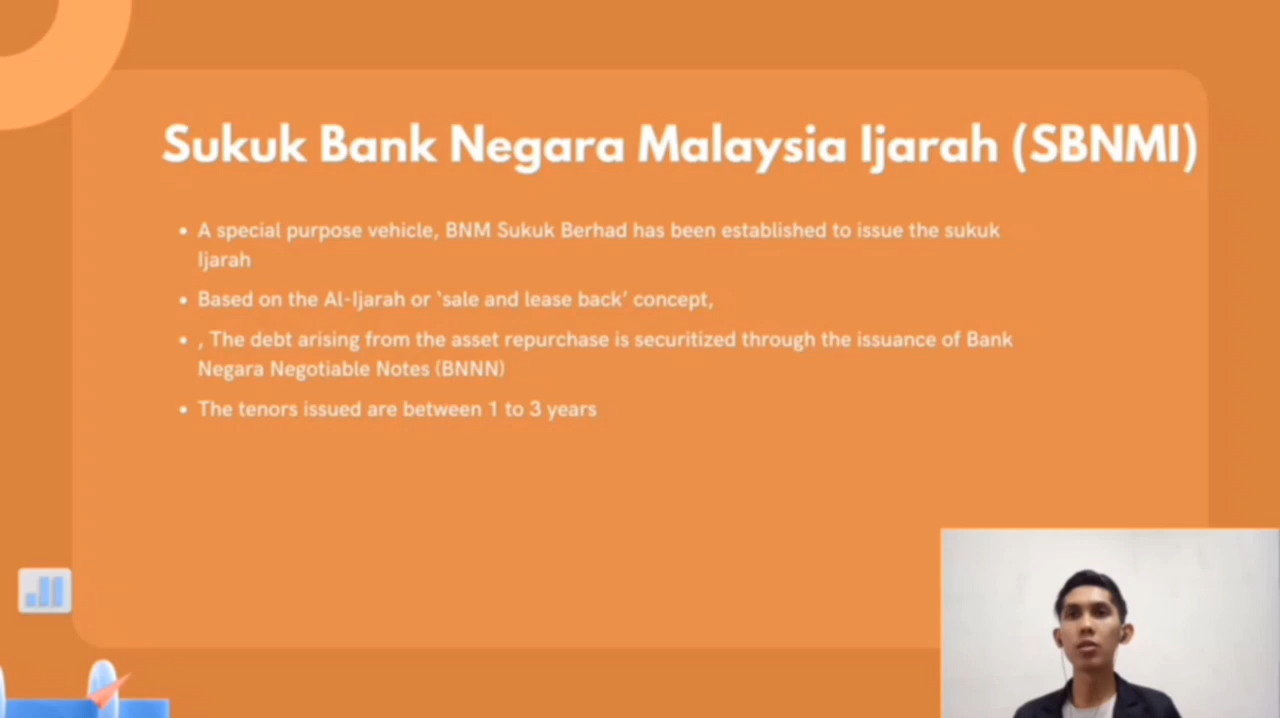 Sukuk Bank Negara Malaysia Ijarah (SBNMI)
• A special purpose vehicle, BNM Sukuk Berhad has been established to issue the sukuk
Ijarah
• Based on the Al-Ijarah or ‘sale and lease back’ concept,
• , The debt arising from the asset repurchase is securitized through the issuance of Bank
Negara Negotiable Notes (BNNN)
• The tenors issued are between 1 to 3 years